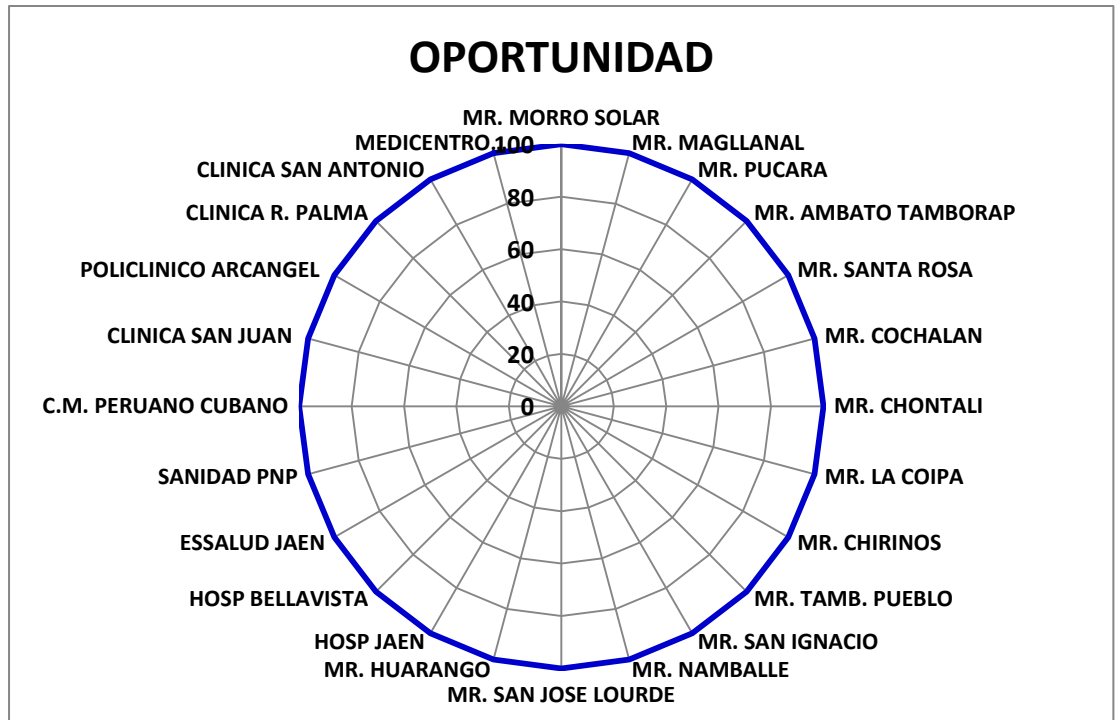 OPORTUNIDAD
MR. MORRO SOLAR
MR. MAGLLANAL
MR. PUCARA
MR. AMBATO TAMBORAP
MR. SANTA ROSA
MR. COCHALAN
MR. CHONTALI
MR. LA COIPA
MR. CHIRINOS
MR. TAMB. PUEBLO
MR. SAN IGNACIO
MR. NAMBALLE
MR. SAN JOSE LOURDE
MR. HUARANGO
HOSP JAEN
HOSP BELLAVISTA
ESSALUD JAEN
SANIDAD PNP
C.M. PERUANO CUBANO
CLINICA SAN JUAN
POLICLINICO ARCANGEL
CLINICA R. PALMA
CLINICA SAN ANTONIO
MEDICENTRO.
100
80
60
40
20
0